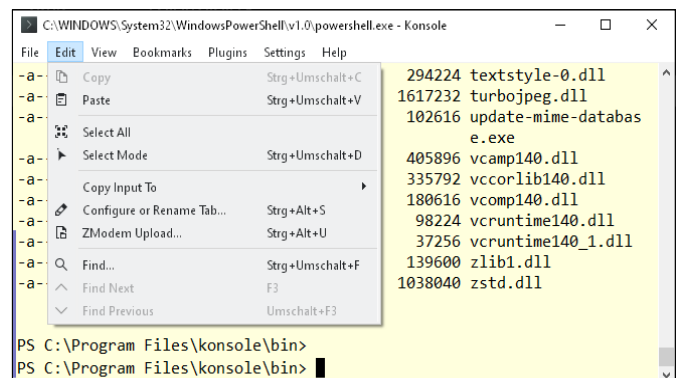 C:\WINDOWS\System32\WindowsPowerShell\v1.0\powershell.exe - Konsole
File Edit View Bookmarks Plugins Settings Help
Copy Strg+Umschalt+C
Paste Strg+Umschalt+V
Select All
Select Mode Strg+Umschalt+D
Copy Input To
Configure or Rename Tab... Strg+Alt+S
ZModem Upload... Strg+Alt+U
Find... Strg+Umschalt+F
Find Next F3
Find Previous Umschalt+F3
-a- 294224 textstyle-0.dll
-a- 1617232 turbojpeg.dll
-a- 102616 update-mime-databas
e.exe
-a- 405896 vcamp140.dll
-a- 335792 vccorlib140.dll
-a- 180616 vcomp140.dll
-a- 98224 vcruntime140.dll
-a- 37256 vcruntime140_1.dll
-a- 139600 zlib1.dll
-a- 1038040 zstd.dll
PS C:\Program Files\konsole\bin>
PS C:\Program Files\konsole\bin>